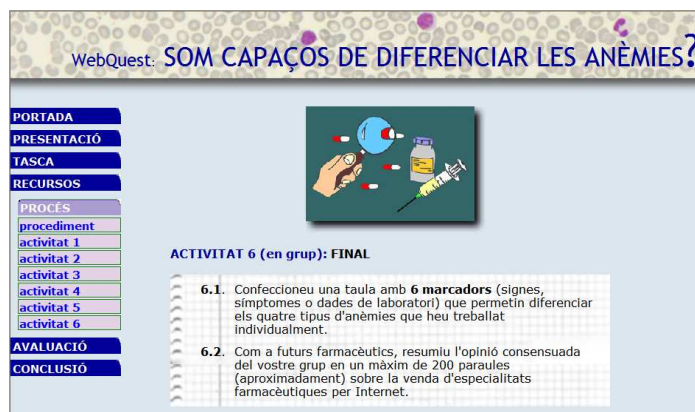 WebQuest: SOM CAPAÇOS DE DIFERENCIAR LES ANÈMIES?
PORTADA
PRESENTACIÓ
TASCA
RECURSOS
PROCÉS
procediment
activitat 1
activitat 2
activitat 3
activitat 4
activitat 5
activitat 6
AVALUACIÓ
CONCLUSIÓ
ACTIVITAT 6 (en grup): FINAL
6.1. Confeccioneu una taula amb 6 marcadors (signes,
símptomes o dades de laboratori) que permetin diferenciar
els quatre tipus d'anèmies que heu treballat
individualment.
6.2. Com a futurs farmacèutics, resumiu l'opinió consensuada
del vostre grup en un màxim de 200 paraules
(aproximadament) sobre la venda d'especialitats
farmacèutiques per Internet.